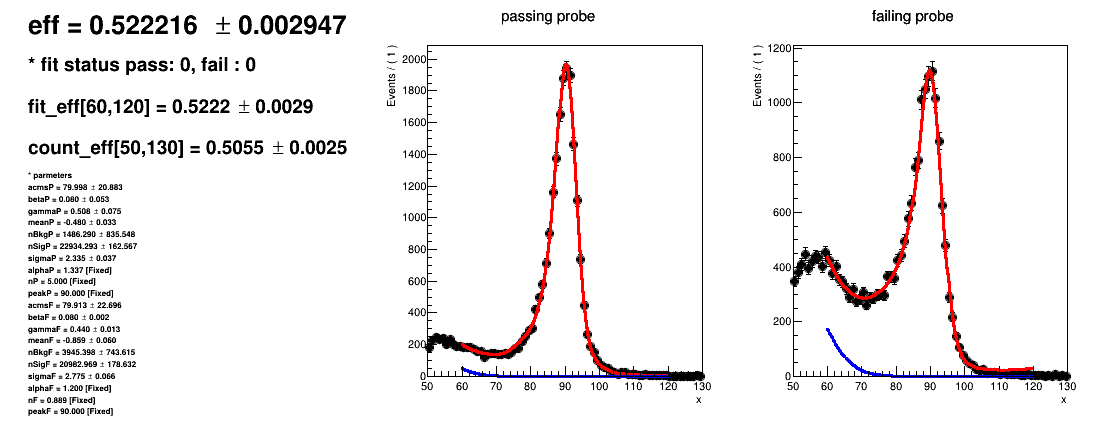 eff = 0.522216 ± 0.002947
* fit status pass: 0, fail : 0
fit_eff[60,120] = 0.5222 ± 0.0029
count_eff[50,130] = 0.5055 ± 0.0025
* parmeters
acmsP = 79.998 ± 20.883
betaP = 0.080 ± 0.053
gammaP = 0.508 ± 0.075
meanP = -0.480 ± 0.033
nBkgP = 1486.290 ± 835.548
nSigP = 22934.293 ± 162.567
sigmaP = 2.335 ± 0.037
alphaP = 1.337 [Fixed]
nP = 5.000 [Fixed]
peakP = 90.000 [Fixed]
acmsF = 79.913 ± 22.696
betaF = 0.080 ± 0.002
gammaF = 0.440 ± 0.013
meanF = -0.859 ± 0.060
nBkgF = 3945.398 ± 743.615
nSigF = 20982.969 ± 178.632
sigmaF = 2.775 ± 0.066
alphaF = 1.200 [Fixed]
nF = 0.889 [Fixed]
peakF = 90.000 [Fixed]
passing probe
Events / ( 1 )
2000
1800
1600
1400
1200
1000
800
600
400
200
0
50 60 70 80 90 100 110 120 130
x
failing probe
Events / ( 1 )
1200
1000
800
600
400
200
0
50 60 70 80 90 100 110 120 130
x